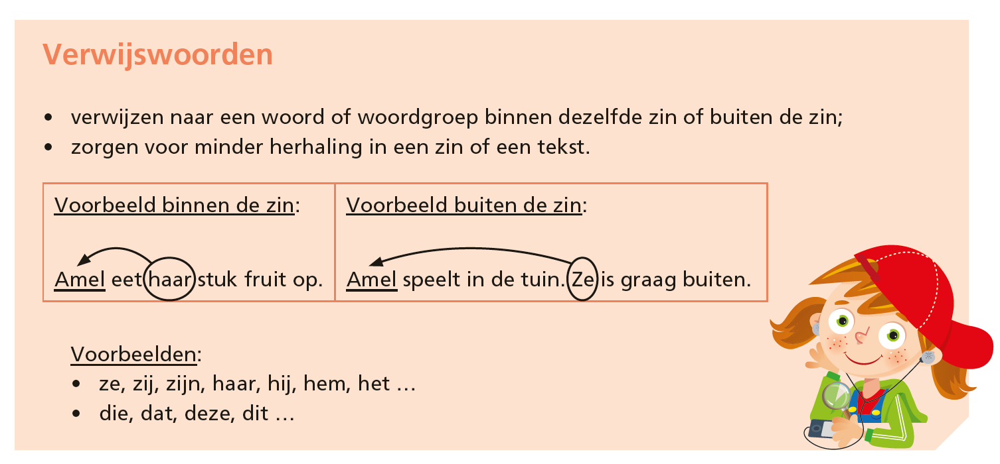 Verwijswoorden
• verwijzen naar een woord of woordgroep binnen dezelfde zin of buiten de zin;
• zorgen voor minder herhaling in een zin of een tekst.
Voorbeeld binnen de zin:
Amel eet haar stuk fruit op.
Voorbeeld buiten de zin:
Amel speelt in de tuin. Ze is graag buiten.
Voorbeelden:
• ze, zij, zijn, haar, hij, hem, het …
• die, dat, deze, dit …